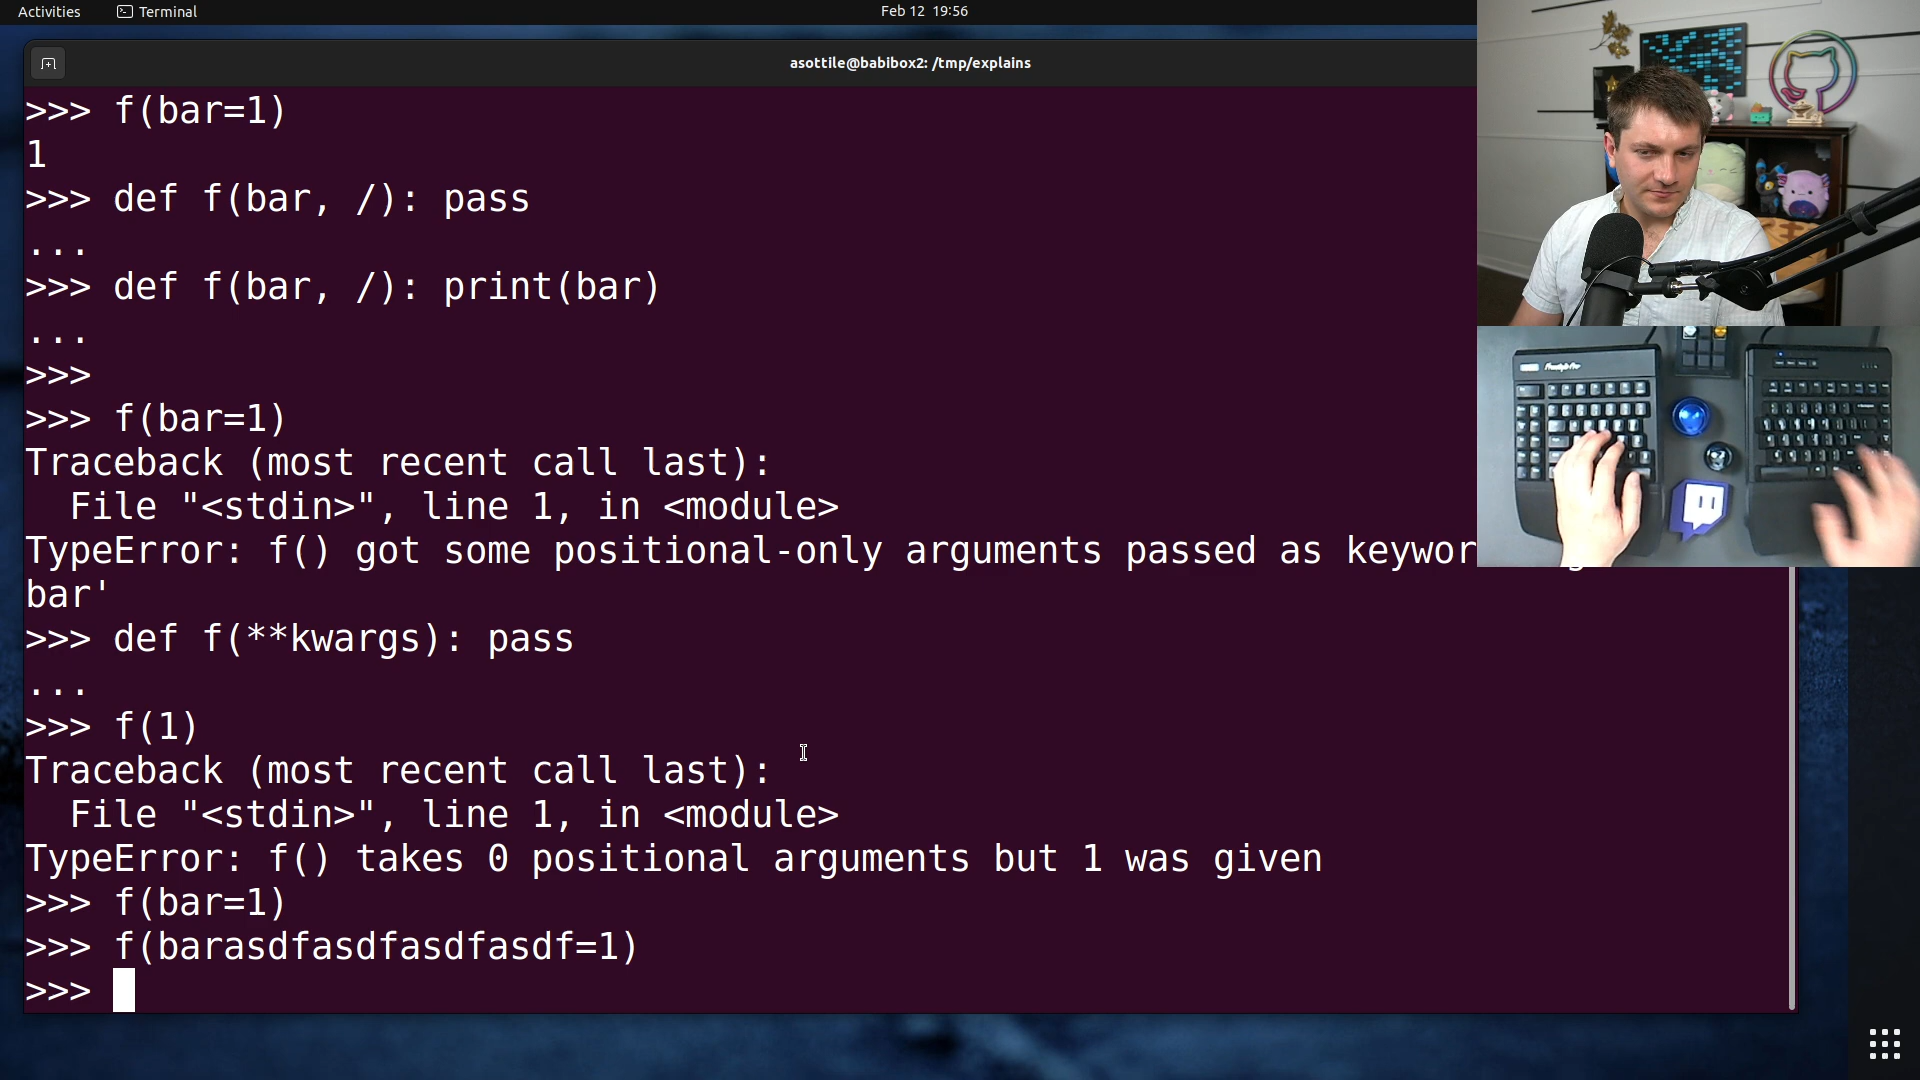 Activities Terminal Feb 12 19:56
asottile@babibox2: /tmp/explains
>>> f(bar=1)
1
>>> def f(bar, /): pass
...
>>> def f(bar, /): print(bar)
...
>>>
>>> f(bar=1)
Traceback (most recent call last):
  File "<stdin>", line 1, in <module>
TypeError: f() got some positional-only arguments passed as keywor
bar'
>>> def f(**kwargs): pass
...
>>> f(1)
Traceback (most recent call last):
  File "<stdin>", line 1, in <module>
TypeError: f() takes 0 positional arguments but 1 was given
>>> f(bar=1)
>>> f(barasdfasdfasdfasdf=1)
>>>